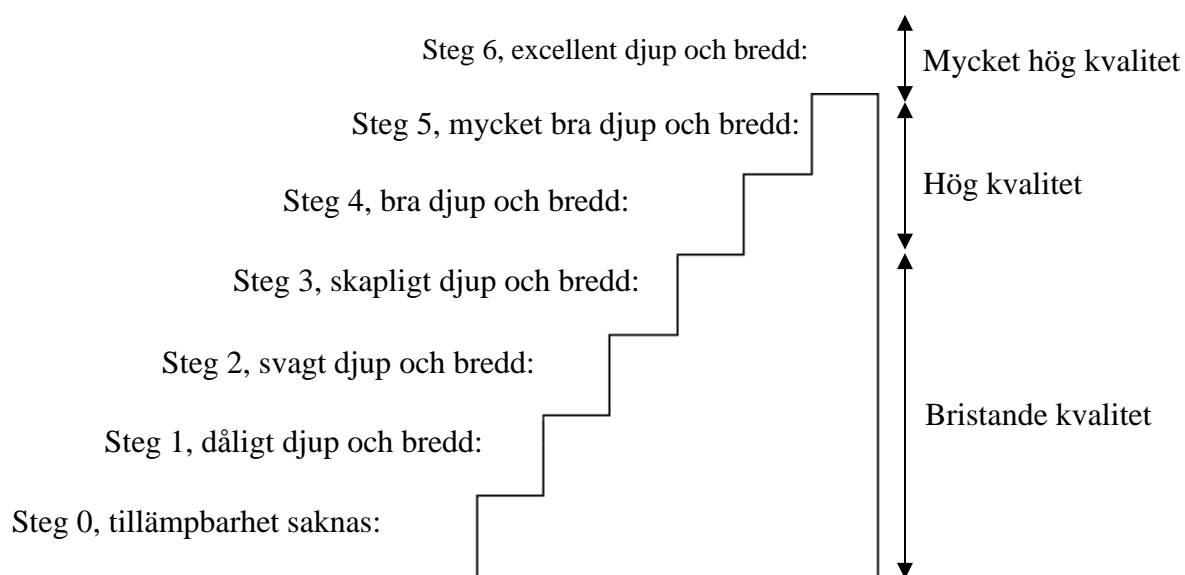 Steg 6, excellent djup och bredd:
Mycket hög kvalitet
Steg 5, mycket bra djup och bredd:
Hög kvalitet
Steg 4, bra djup och bredd:
Steg 3, skapligt djup och bredd:
Steg 2, svagt djup och bredd:
Bristande kvalitet
Steg 1, dåligt djup och bredd:
Steg 0, tillämpbarhet saknas: